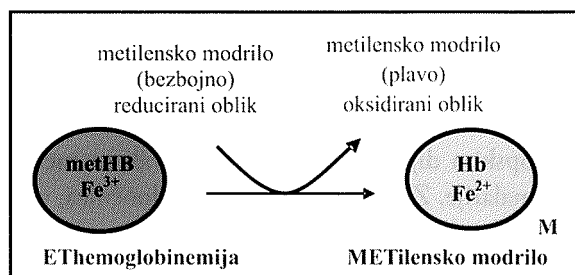 metilensko modrilo
(bezbojno)
reducirani oblik
metilensko modrilo
(plavo)
oksidirani oblik
metHB
Fe³⁺
Hb
Fe²⁺
M
EThemoglobinemija
METilensko modrilo